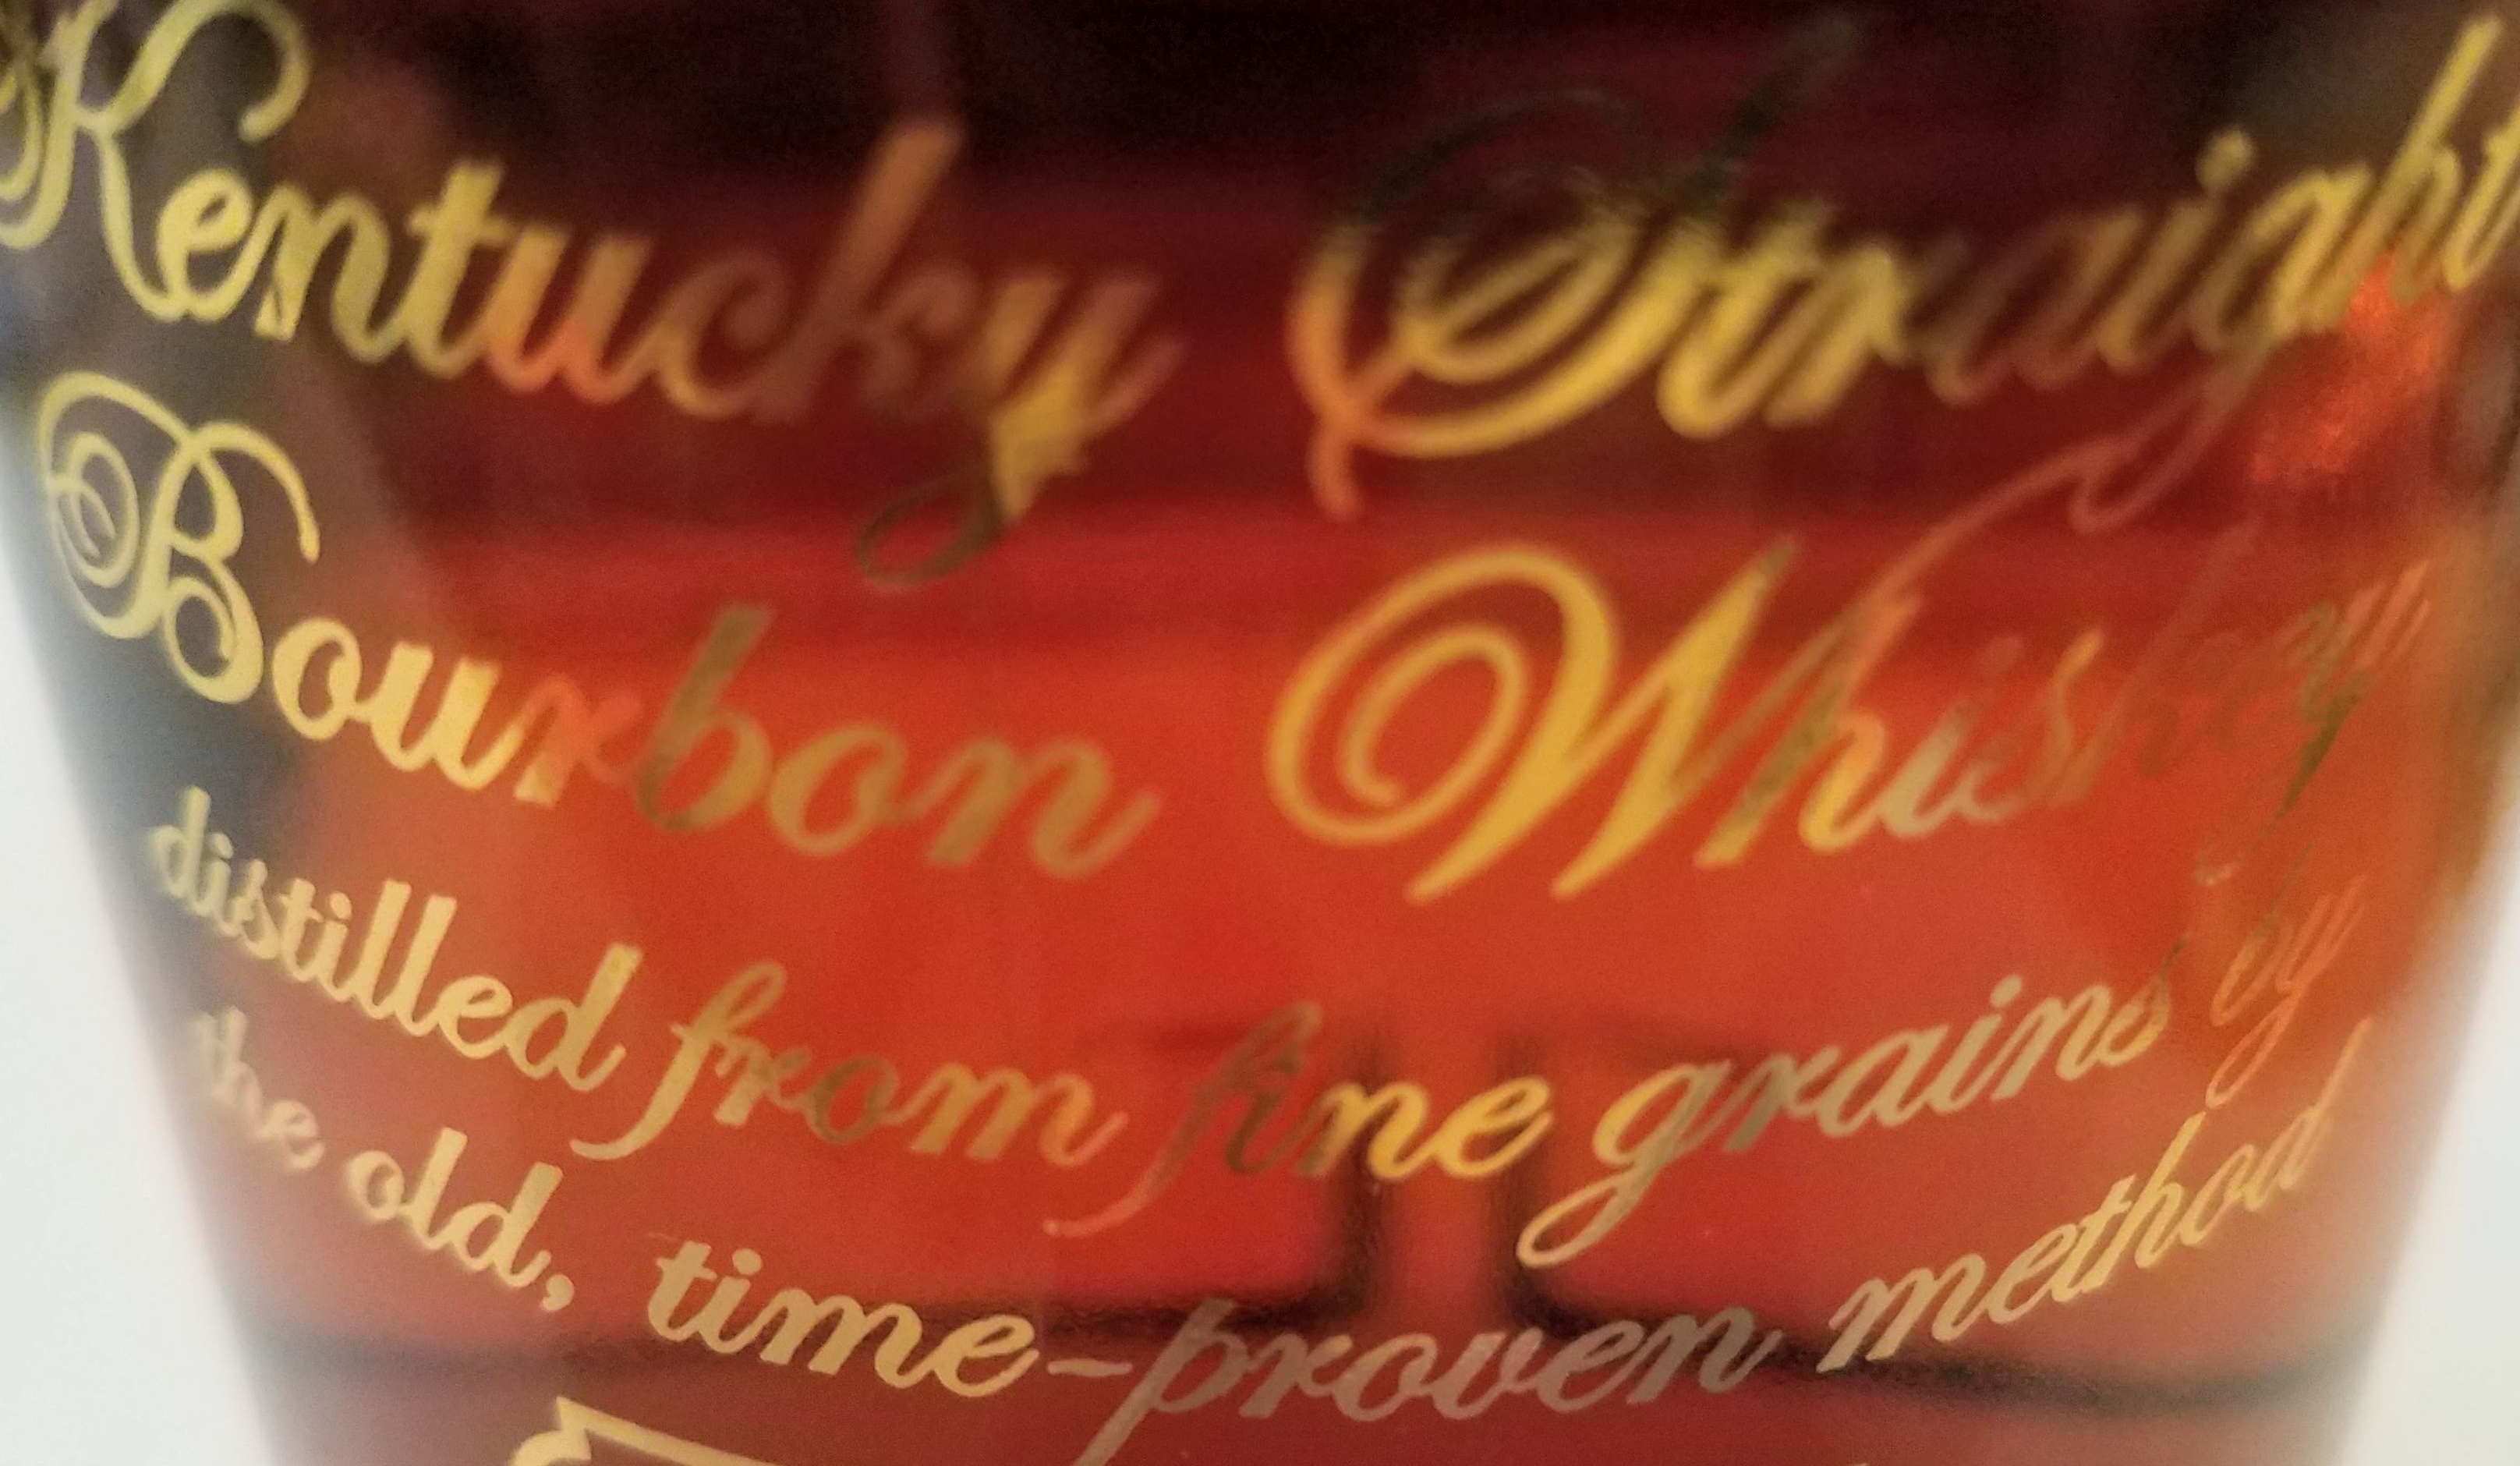 Kentucky Straight
Bourbon Whiskey
distilled from fine grains by
the old, time-proven method